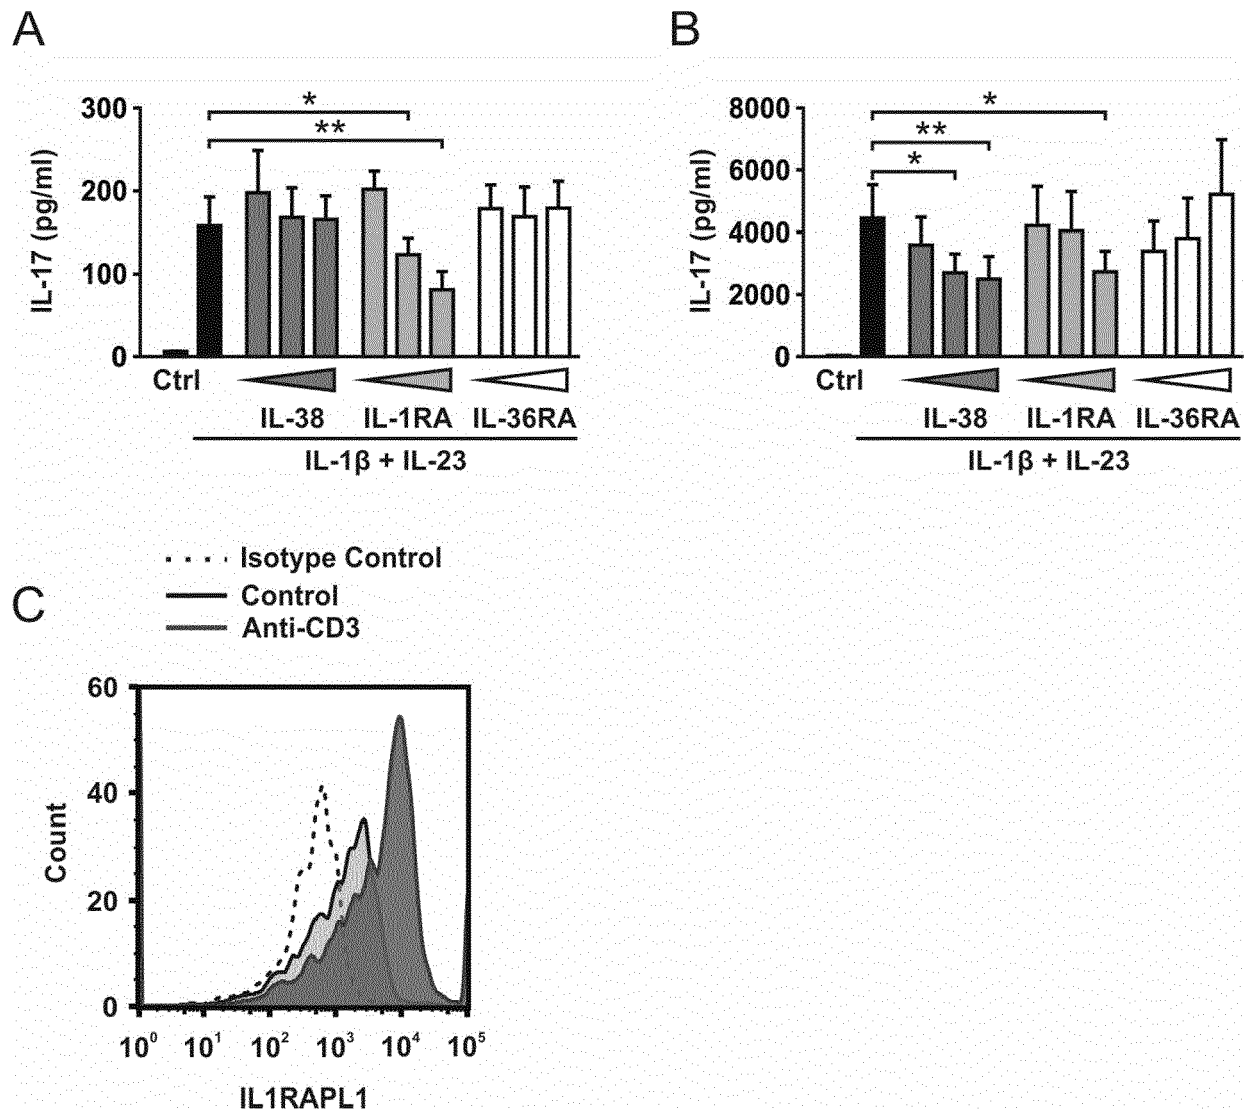 A
B
300
200
100
0
IL-17 (pg/ml)
*
**
Ctrl
IL-38
IL-1RA
IL-36RA
IL-1β + IL-23
8000
6000
4000
2000
0
IL-17 (pg/ml)
*
**
*
Ctrl
IL-38
IL-1RA
IL-36RA
IL-1β + IL-23
C
Isotype Control
Control
Anti-CD3
60
40
20
0
Count
10⁰ 10¹ 10² 10³ 10⁴ 10⁵
IL1RAPL1